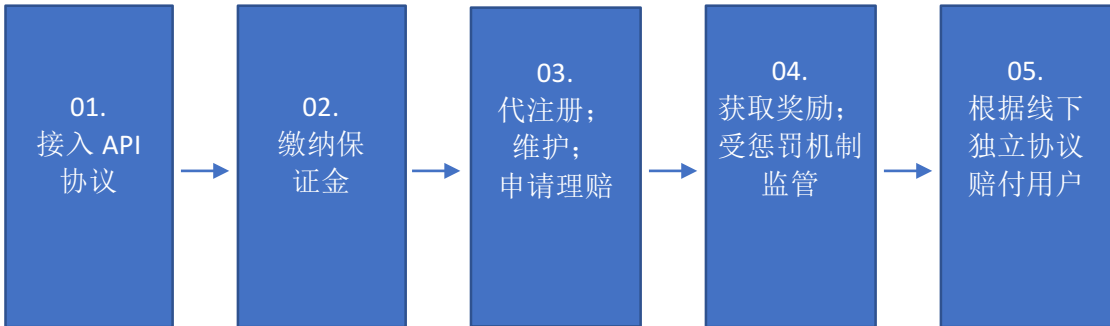 01.
接入 API
协议
02.
缴纳保
证金
03.
代注册；
维护；
申请理赔
04.
获取奖励；
受惩罚机制
监管
05.
根据线下
独立协议
赔付用户